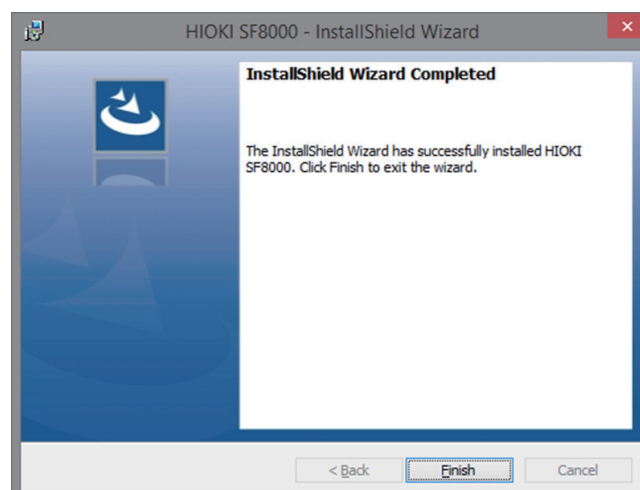 HIOKI SF8000 - InstallShield Wizard
InstallShield Wizard Completed
The InstallShield Wizard has successfully installed HIOKI
SF8000. Click Finish to exit the wizard.
< Back Finish Cancel